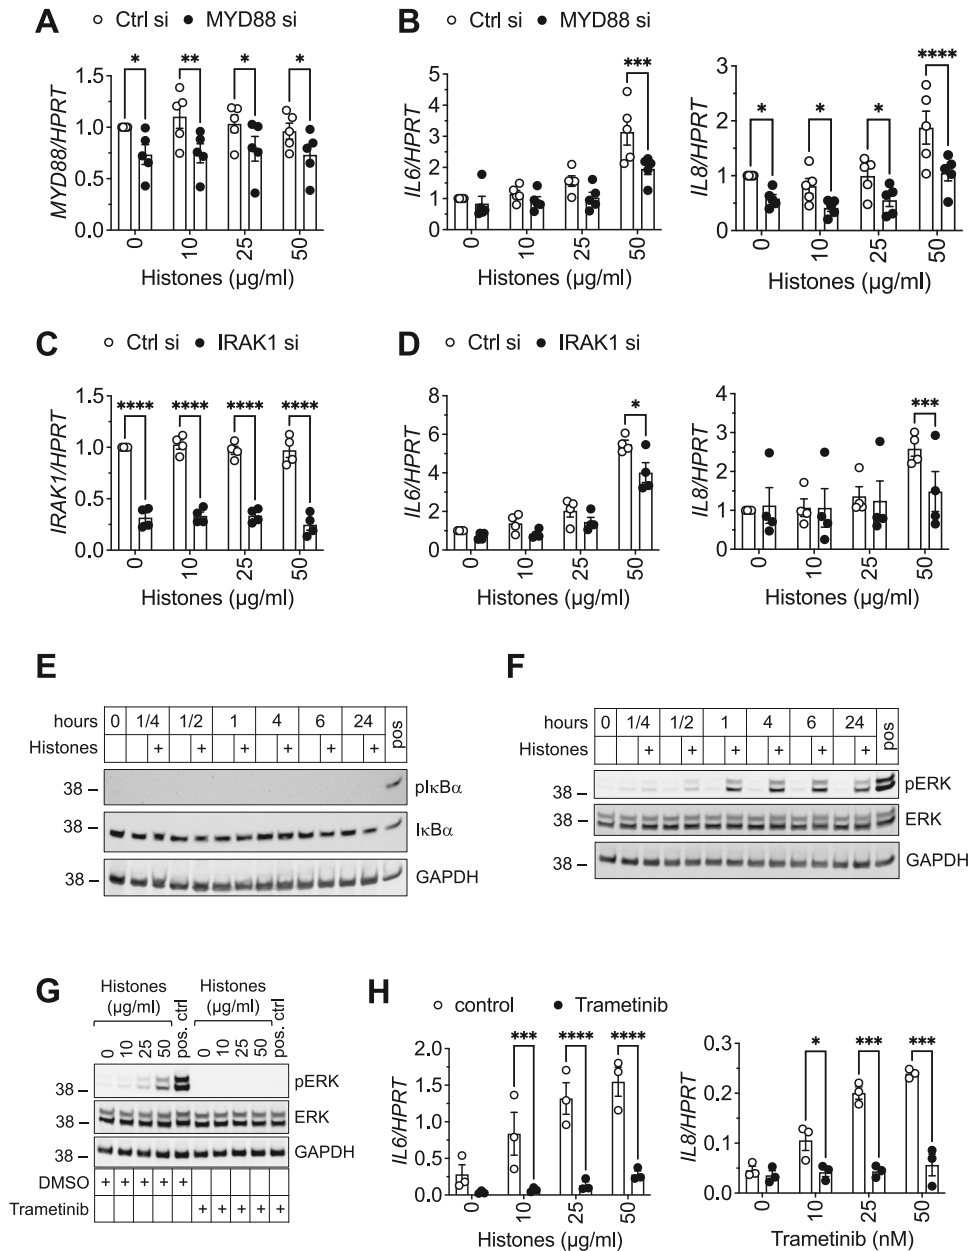 A
○ Ctrl si ● MYD88 si
MYD88/HPRT
1.5
1.0
0.5
0.0
* ** * *
0 10 25 50
Histones (µg/ml)
B
○ Ctrl si ● MYD88 si
IL6/HPRT
5
4
3
2
1
0
***
0 10 25 50
Histones (µg/ml)
IL8/HPRT
3
2
1
0
* * * ****
0 10 25 50
Histones (µg/ml)
C
○ Ctrl si ● IRAK1 si
IRAK1/HPRT
1.5
1.0
0.5
0.0
**** **** **** ****
0 10 25 50
Histones (µg/ml)
D
○ Ctrl si ● IRAK1 si
IL6/HPRT
8
6
4
2
0
*
0 10 25 50
Histones (µg/ml)
IL8/HPRT
4
3
2
1
0
***
0 10 25 50
Histones (µg/ml)
E
hours 0 1/4 1/2 1 4 6 24 pos
Histones + + + + + +
38 – pIκBα
38 – IκBα
38 – GAPDH
F
hours 0 1/4 1/2 1 4 6 24 pos
Histones + + + + + +
38 – pERK
38 – ERK
38 – GAPDH
G
Histones Histones
(µg/ml) (µg/ml)
0 10 25 50 pos. ctrl 0 10 25 50 pos. ctrl
38 – pERK
38 – ERK
38 – GAPDH
DMSO + + + + +
Trametinib + + + + +
H
○ control ● Trametinib
IL6/HPRT
2.0
1.5
1.0
0.5
0.0
*** **** ****
0 10 25 50
Histones (µg/ml)
IL8/HPRT
0.3
0.2
0.1
0.0
* *** ***
0 10 25 50
Trametinib (nM)